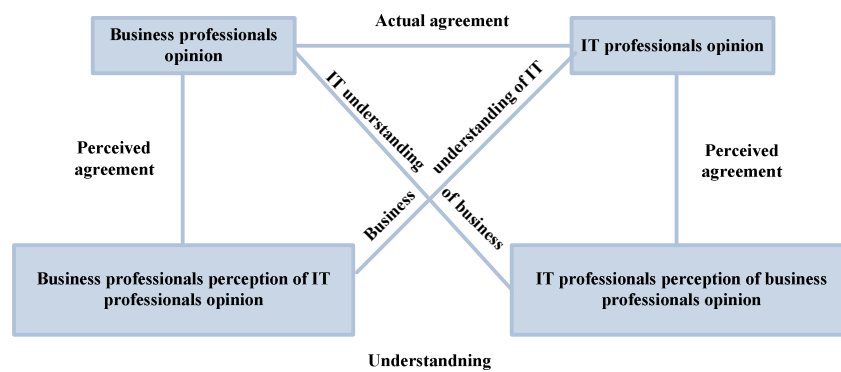 Actual agreement
Business professionals
opinion
IT professionals opinion
IT understanding
of business
Business
understanding of IT
Perceived
agreement
Perceived
agreement
Business professionals perception of IT
professionals opinion
IT professionals perception of business
professionals opinion
Understandning